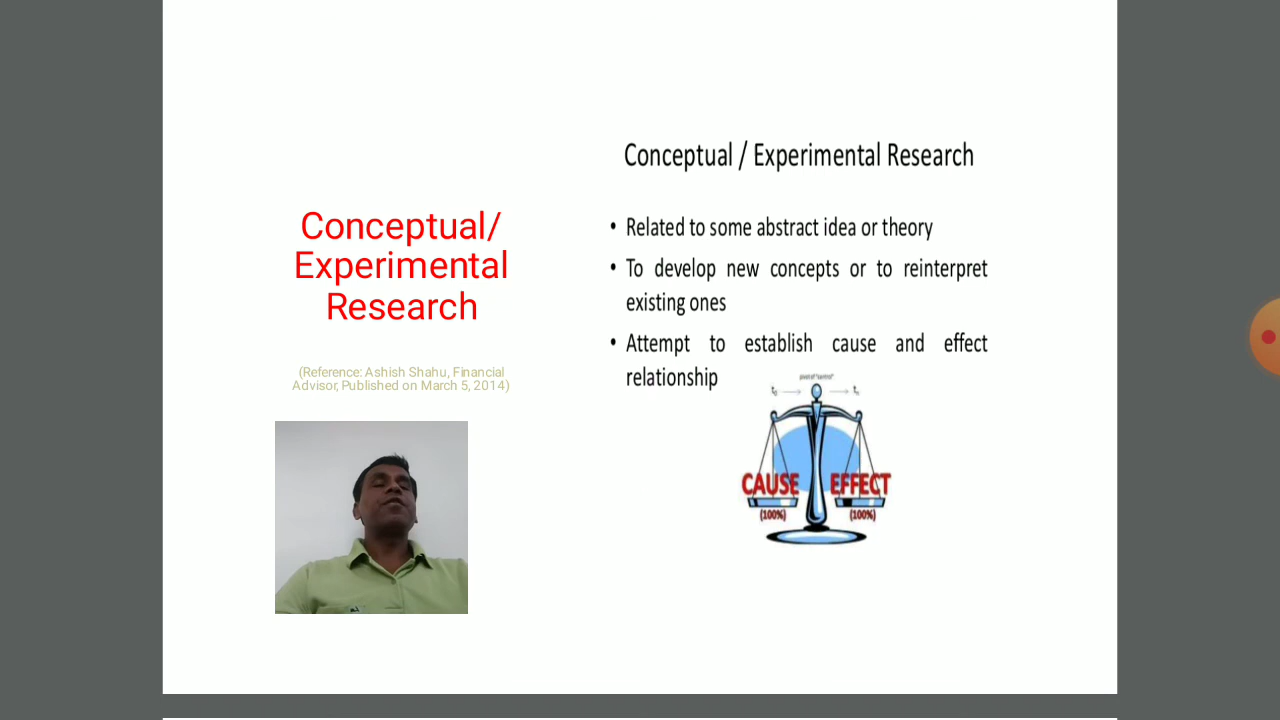 Conceptual/
Experimental
Research
(Reference: Ashish Shahu, Financial
Advisor, Published on March 5, 2014)
Conceptual / Experimental Research
• Related to some abstract idea or theory
• To develop new concepts or to reinterpret
existing ones
• Attempt to establish cause and effect
relationship
CAUSE EFFECT
(100%) (100%)